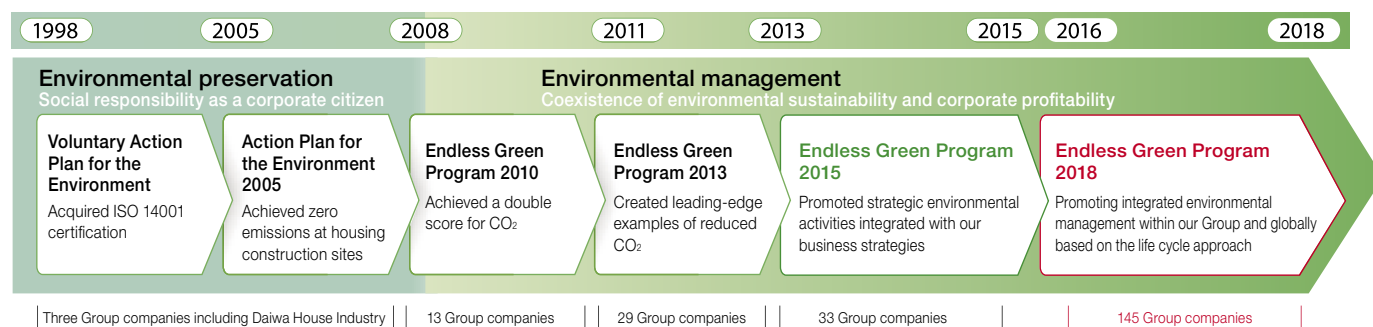 1998 2005 2008 2011 2013 2015 2016 2018
Environmental preservation
Social responsibility as a corporate citizen
Environmental management
Coexistence of environmental sustainability and corporate profitability
Voluntary Action
Plan for the
Environment
Acquired ISO 14001
certification
Action Plan for
the Environment
2005
Achieved zero
emissions at housing
construction sites
Endless Green
Program 2010
Achieved a double
score for CO₂
Endless Green
Program 2013
Created leading-edge
examples of reduced
CO₂
Endless Green Program
2015
Promoted strategic environmental
activities integrated with our
business strategies
Endless Green Program
2018
Promoting integrated environmental
management within our Group and globally
based on the life cycle approach
Three Group companies including Daiwa House Industry
13 Group companies
29 Group companies
33 Group companies
145 Group companies